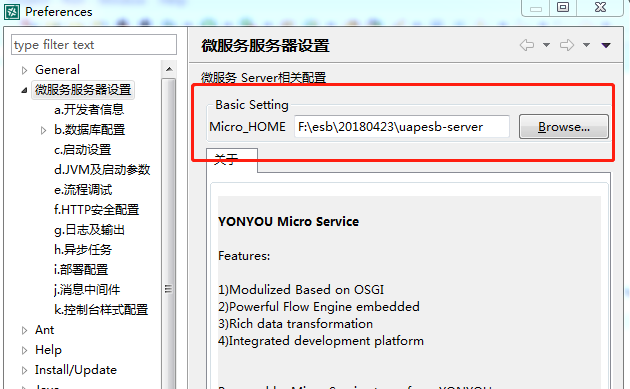 Preferences
type filter text
General
微服务服务器设置
a.开发者信息
b.数据库配置
c.启动设置
d.JVM及启动参数
e.流程调试
f.HTTP安全配置
g.日志及输出
h.异步任务
i.部署配置
j.消息中间件
k.控制台样式配置
Ant
Help
Install/Update
微服务服务器设置
微服务 Server相关配置
Basic Setting
Micro_HOME F:\esb\20180423\uapesb-server Browse...
关于
YONYOU Micro Service
Features:
1)Modulized Based on OSGI
2)Powerful Flow Engine embedded
3)Rich data transformation
4)Integrated development platform